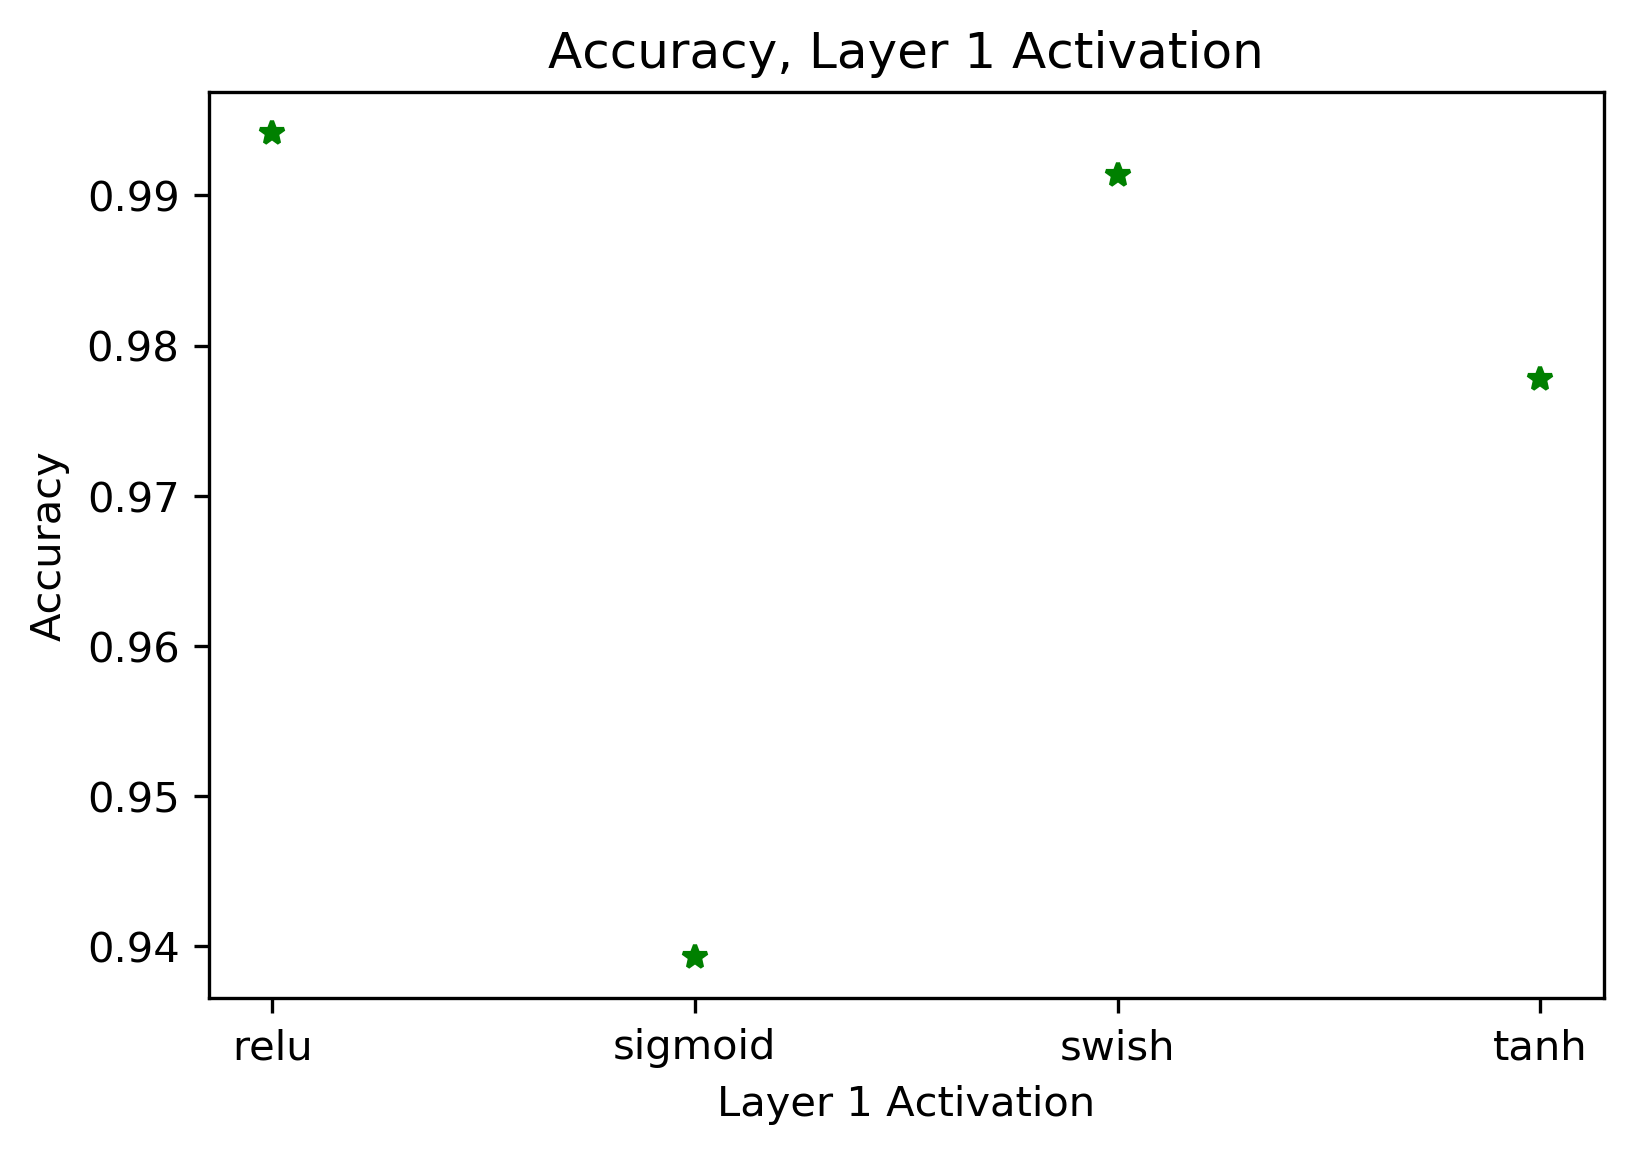 Accuracy, Layer 1 Activation
0.99
0.98
0.97
0.96
0.95
0.94
Accuracy
relu sigmoid swish tanh
Layer 1 Activation